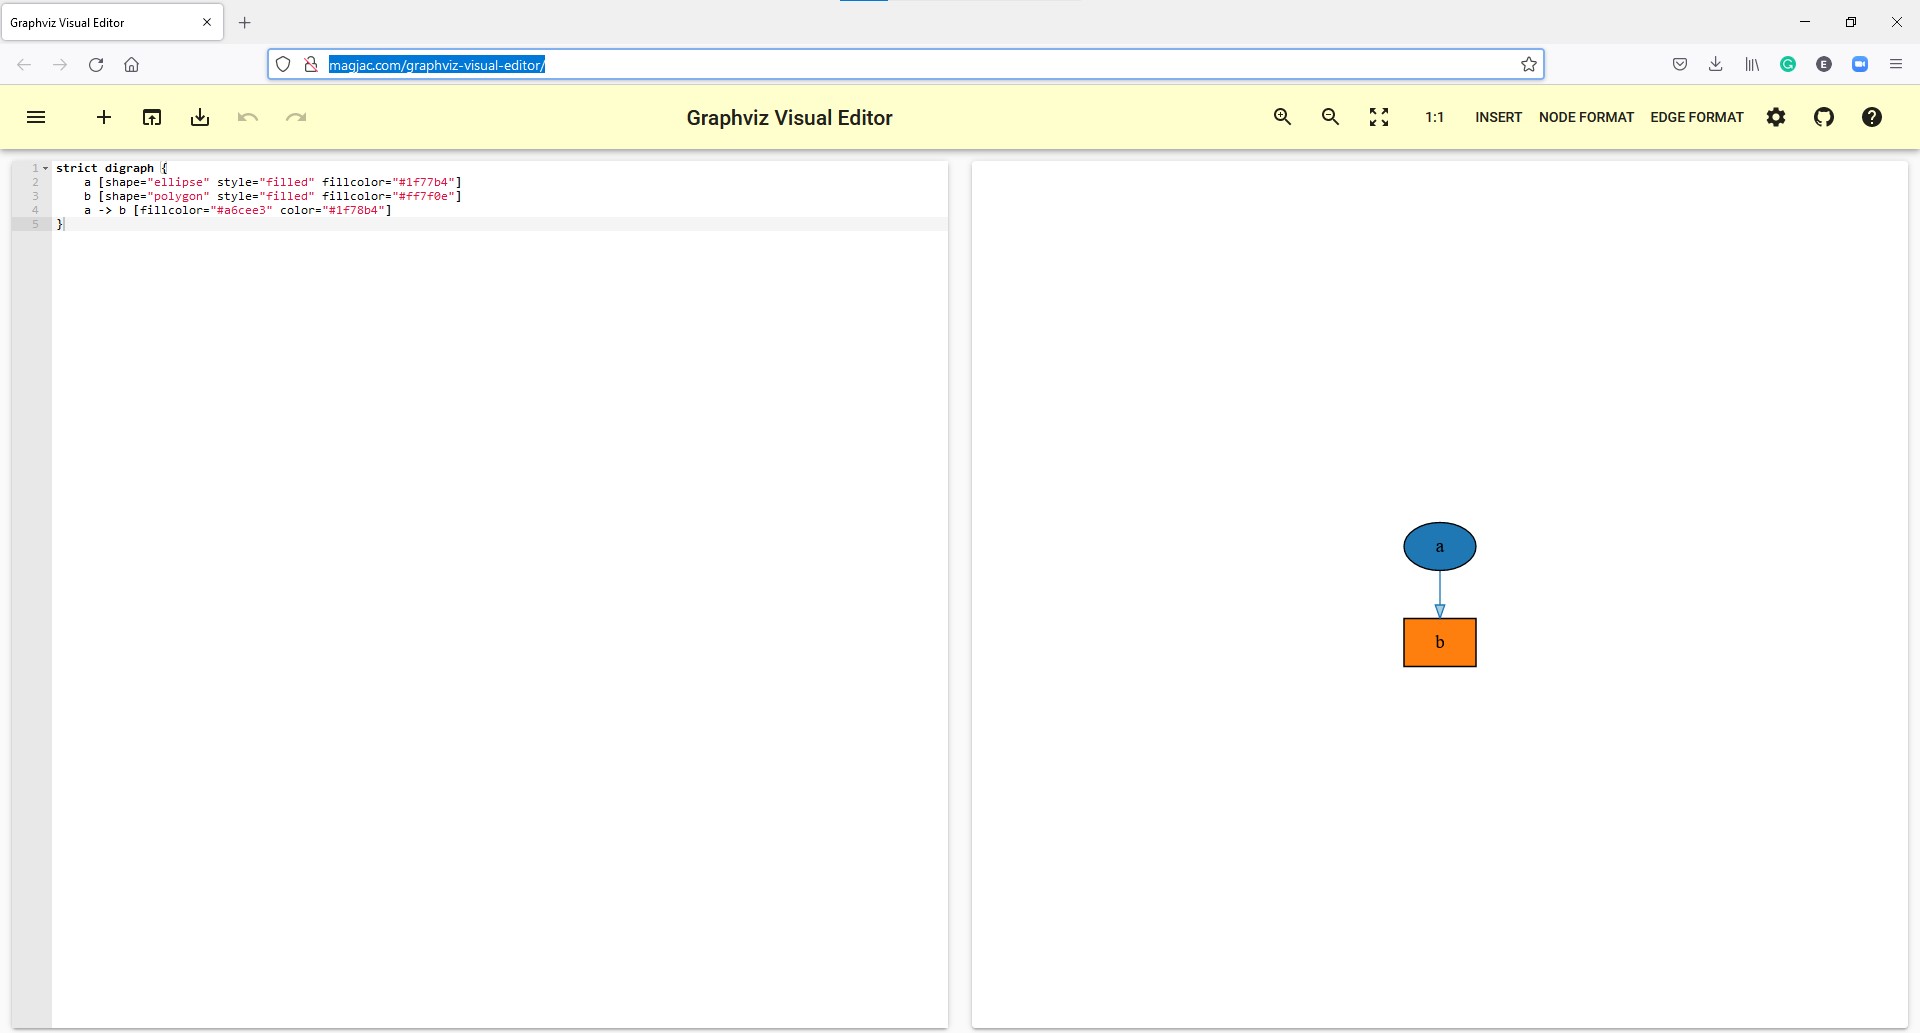 Graphviz Visual Editor
magjac.com/graphviz-visual-editor/
Graphviz Visual Editor
1:1 INSERT NODE FORMAT EDGE FORMAT
1 strict digraph {
2 a [shape="ellipse" style="filled" fillcolor="#1f77b4"]
3 b [shape="polygon" style="filled" fillcolor="#ff7f0e"]
4 a -> b [fillcolor="#a6cee3" color="#1f78b4"]
5 }
a
b